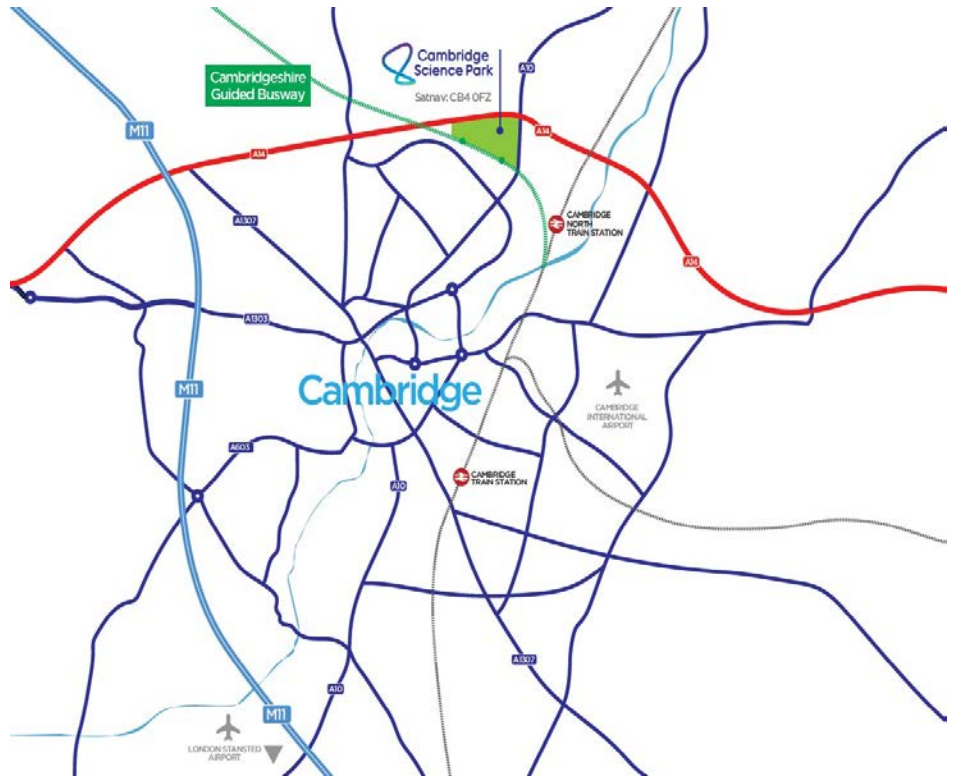 Cambridgeshire
Guided Busway
Cambridge
Science Park
Satnav: CB4 0FZ
A10
M11
A14
A14
A1307
CAMBRIDGE
NORTH
TRAIN STATION
A14
A1303
M11
Cambridge
CAMBRIDGE
INTERNATIONAL
AIRPORT
A603
CAMBRIDGE
TRAIN STATION
A10
A1307
A10
M11
LONDON STANSTED
AIRPORT